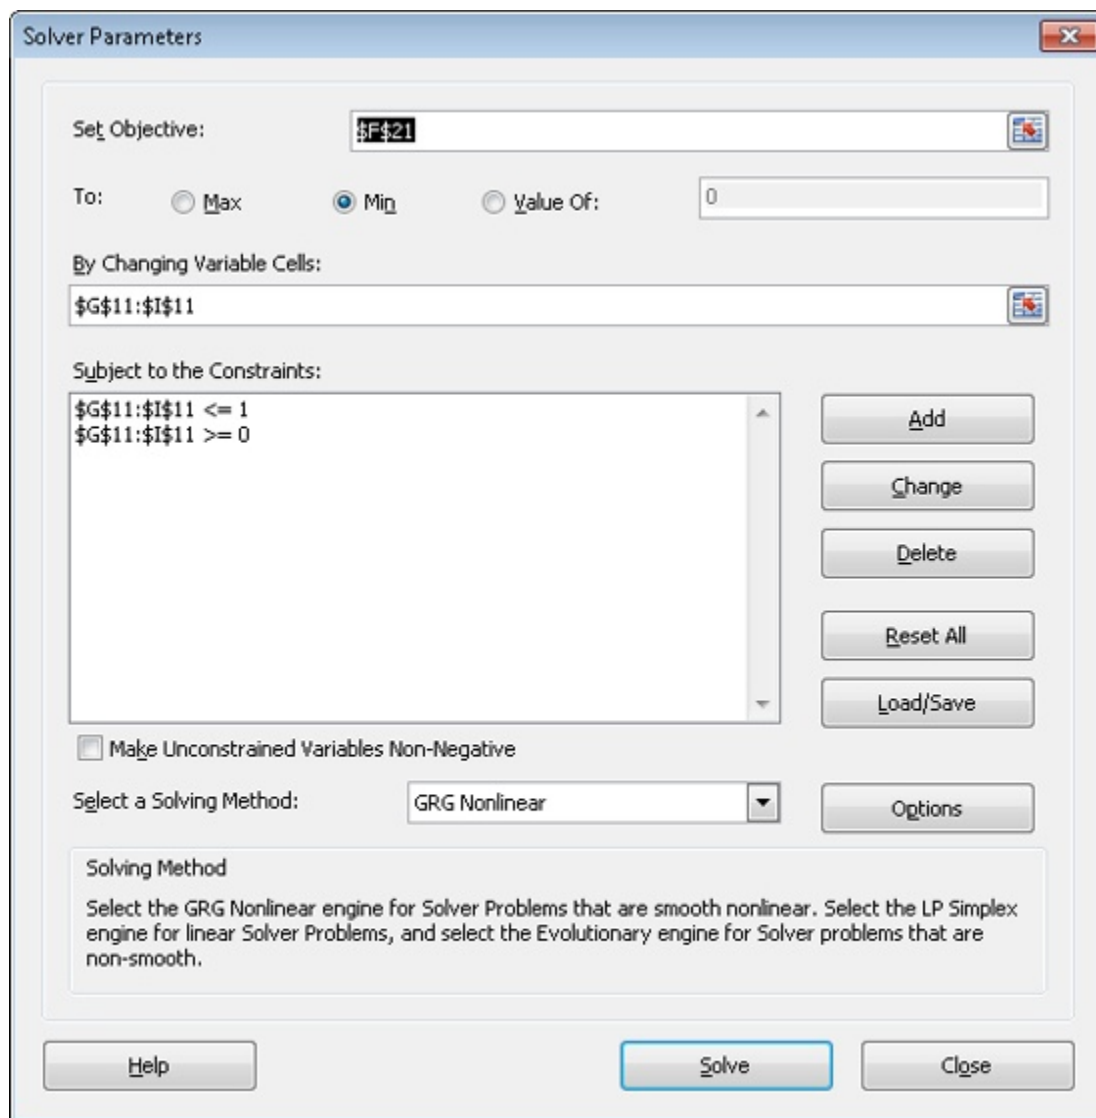 Solver Parameters
Set Objective: $F$21
To: Max Min Value Of: 0
By Changing Variable Cells:
$G$11:$I$11
Subject to the Constraints:
$G$11:$I$11 <= 1
$G$11:$I$11 >= 0
Add
Change
Delete
Reset All
Load/Save
Make Unconstrained Variables Non-Negative
Select a Solving Method: GRG Nonlinear Options
Solving Method
Select the GRG Nonlinear engine for Solver Problems that are smooth nonlinear. Select the LP Simplex
engine for linear Solver Problems, and select the Evolutionary engine for Solver problems that are
non-smooth.
Help Solve Close